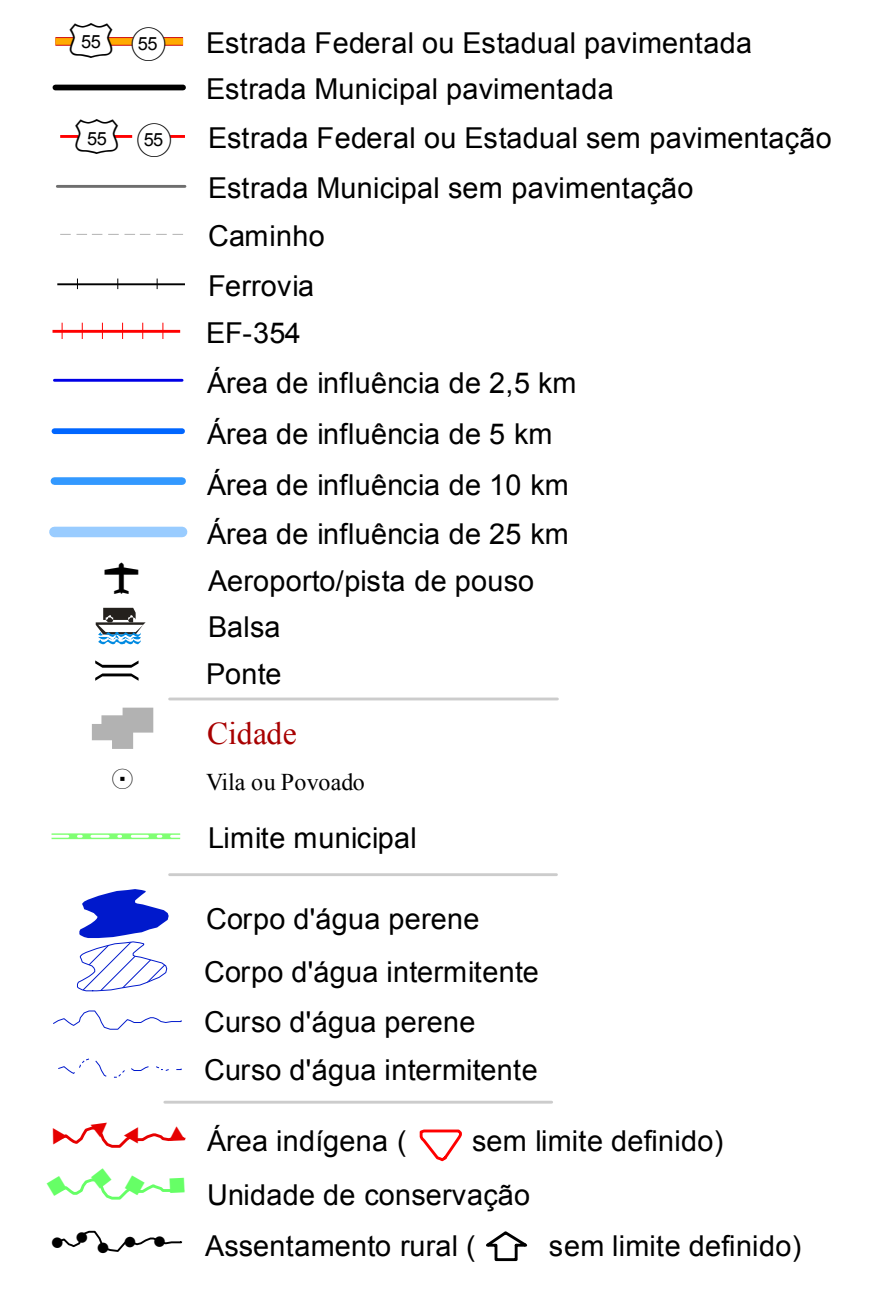 55 55 Estrada Federal ou Estadual pavimentada
Estrada Municipal pavimentada
55 55 Estrada Federal ou Estadual sem pavimentação
Estrada Municipal sem pavimentação
Caminho
Ferrovia
EF-354
Área de influência de 2,5 km
Área de influência de 5 km
Área de influência de 10 km
Área de influência de 25 km
Aeroporto/pista de pouso
Balsa
Ponte
Cidade
Vila ou Povoado
Limite municipal
Corpo d'água perene
Corpo d'água intermitente
Curso d'água perene
Curso d'água intermitente
Área indígena ( sem limite definido)
Unidade de conservação
Assentamento rural ( sem limite definido)